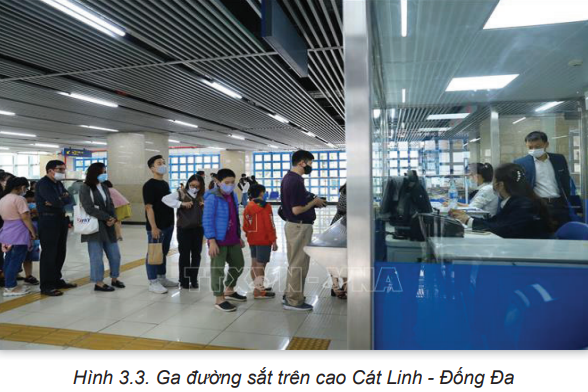 TTXVN - VNA
Hình 3.3. Ga đường sắt trên cao Cát Linh - Đống Đa